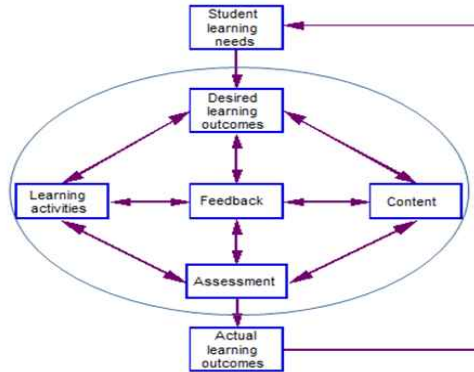 Student
learning
needs
Desired
learning
outcomes
Learning
activities
Feedback
Content
Assessment
Actual
learning
outcomes